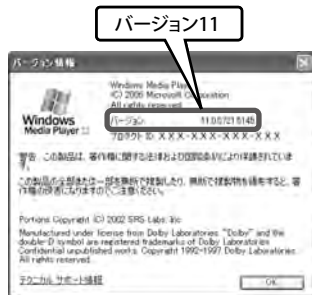 バージョン11
バージョン情報
Windows Media Player
(C) 2006 Microsoft Corporation
All rights reserved.
Windows
Media Player 11
バージョン 11.0.5721.5145
プロダクト ID: XXX-XXX-XXX-XXX
警告: この製品は、著作権に関する法律および国際条約により保護されています。
この製品の全部または一部を無断で複製したり、無断で複製物を頒布すると、著作権の侵害になりますのでご注意ください。
Portions Copyright (C) 2002 SRS Labs, Inc.
Manufactured under license from Dolby Laboratories. "Dolby" and the
double-D symbol are registered trademarks of Dolby Laboratories.
Confidential unpublished works. Copyright 1992-1997 Dolby Laboratories.
All rights reserved.
テクニカル サポート情報
OK